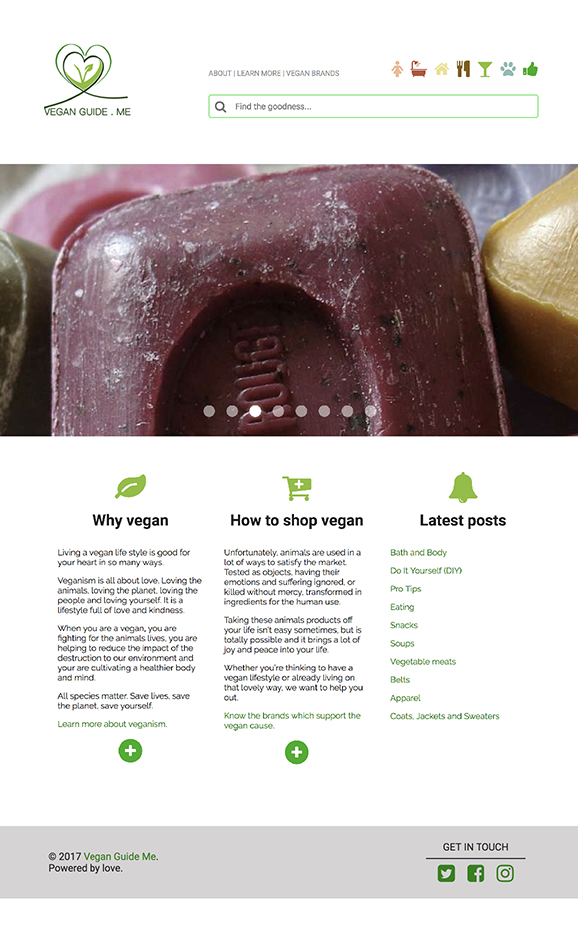 VEGAN GUIDE . ME
ABOUT | LEARN MORE | VEGAN BRANDS
Find the goodness...
Why vegan
Living a vegan life style is good for
your heart in so many ways.
Veganism is all about love. Loving the
animals, loving the planet, loving the
people and loving yourself. It is a
lifestyle full of love and kindness.
When you are a vegan, you are
fighting for the animals lives, you are
helping to reduce the impact of the
destruction to our environment and
your are cultivating a healthier body
and mind.
All species matter. Save lives, save
the planet, save yourself.
Learn more about veganism.
How to shop vegan
Unfortunately, animals are used in a
lot of ways to satisfy the market.
Tested as objects, having their
emotions and suffering ignored, or
killed without mercy, transformed in
ingredients for the human use.
Taking these animals products off
your life isn't easy sometimes, but is
totally possible and it brings a lot of
joy and peace into your life.
Whether you're thinking to have a
vegan lifestyle or already living on
that lovely way, we want to help you
out.
Know the brands which support the
vegan cause.
Latest posts
Bath and Body
Do It Yourself (DIY)
Pro Tips
Eating
Snacks
Soups
Vegetable meats
Belts
Apparel
Coats, Jackets and Sweaters
© 2017 Vegan Guide Me.
Powered by love.
GET IN TOUCH